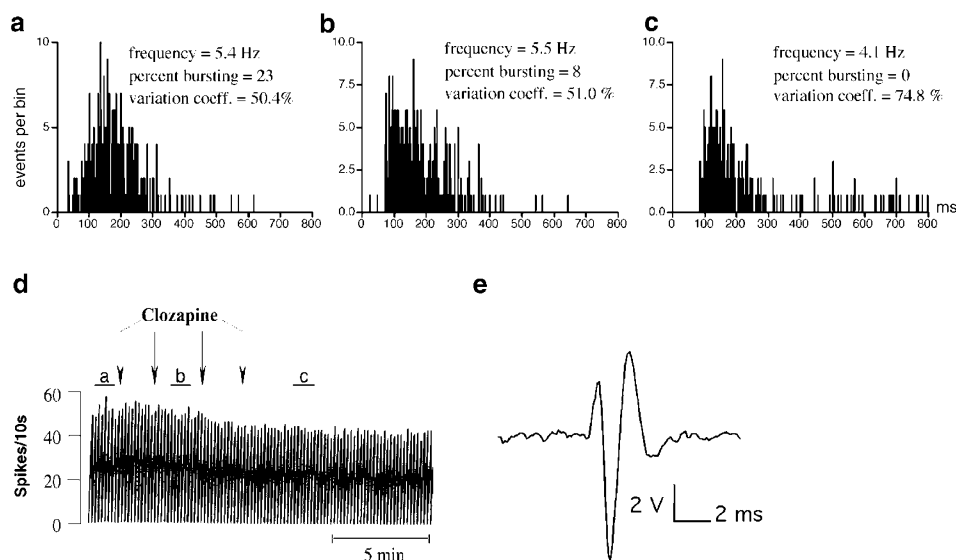 a
frequency = 5.4 Hz
percent bursting = 23
variation coeff. = 50.4%
events per bin
10
5
0
0 100 200 300 400 500 600 700 800
b
frequency = 5.5 Hz
percent bursting = 8
variation coeff. = 51.0 %
10.0
7.5
5.0
2.5
0.0
0 100 200 300 400 500 600 700 800
c
frequency = 4.1 Hz
percent bursting = 0
variation coeff. = 74.8 %
10.0
7.5
5.0
2.5
0.0
0 100 200 300 400 500 600 700 800 ms
d
Clozapine
a b c
Spikes/10s
60
40
20
0
5 min
e
2 V
2 ms